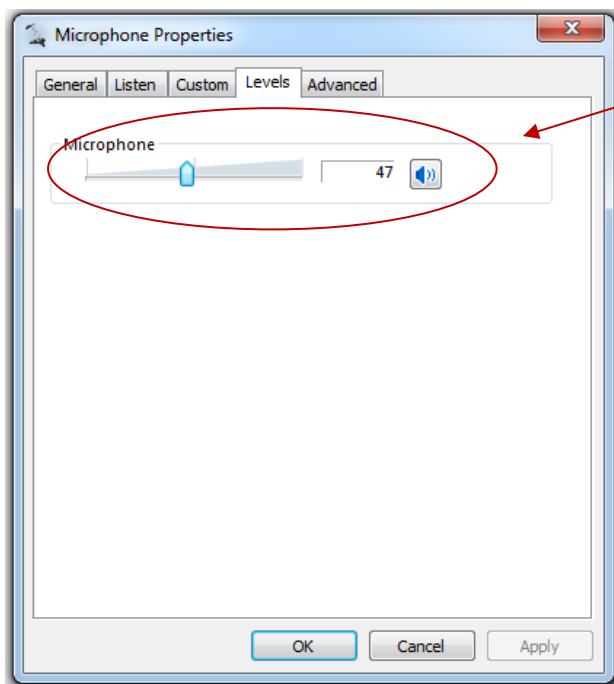 Microphone Properties
General Listen Custom Levels Advanced
Microphone
47
OK Cancel Apply